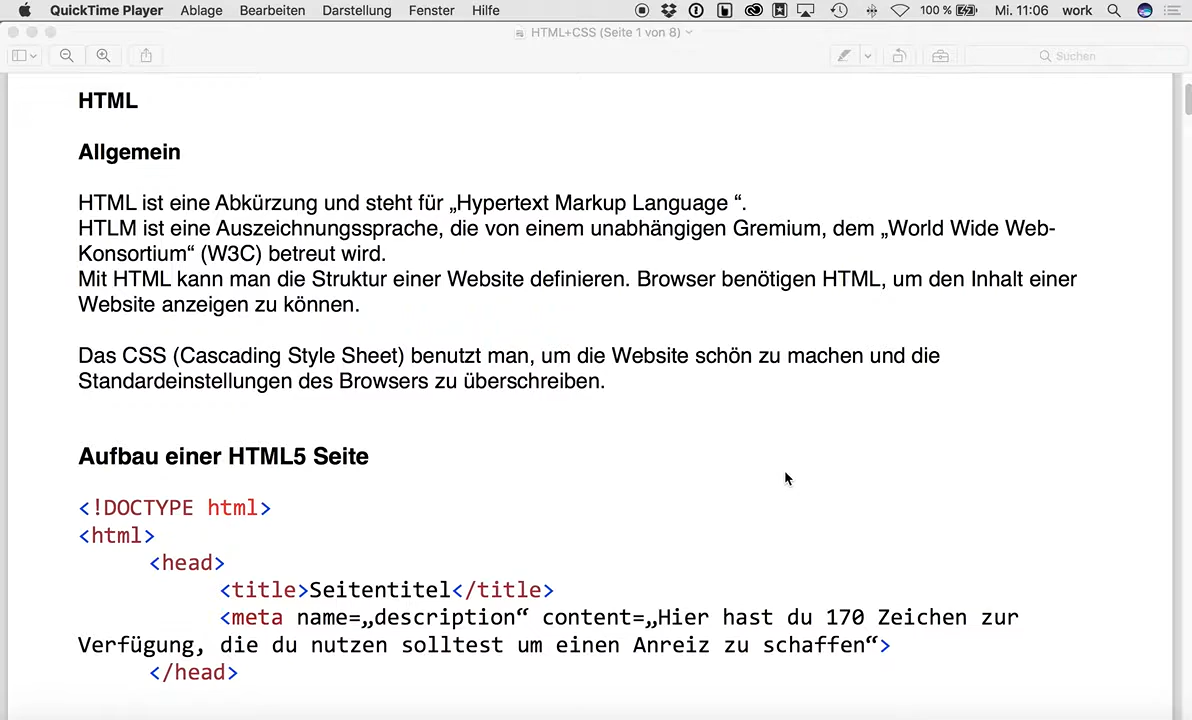 QuickTime Player Ablage Bearbeiten Darstellung Fenster Hilfe 100 % Mi. 11:06 work
HTML+CSS (Seite 1 von 8)
Suchen
HTML
Allgemein
HTML ist eine Abkürzung und steht für „Hypertext Markup Language “.
HTLM ist eine Auszeichnungssprache, die von einem unabhängigen Gremium, dem „World Wide Web-
Konsortium“ (W3C) betreut wird.
Mit HTML kann man die Struktur einer Website definieren. Browser benötigen HTML, um den Inhalt einer
Website anzeigen zu können.
Das CSS (Cascading Style Sheet) benutzt man, um die Website schön zu machen und die
Standardeinstellungen des Browsers zu überschreiben.
Aufbau einer HTML5 Seite
<!DOCTYPE html>
<html>
<head>
<title>Seitentitel</title>
<meta name=„description“ content=„Hier hast du 170 Zeichen zur
Verfügung, die du nutzen solltest um einen Anreiz zu schaffen“>
</head>